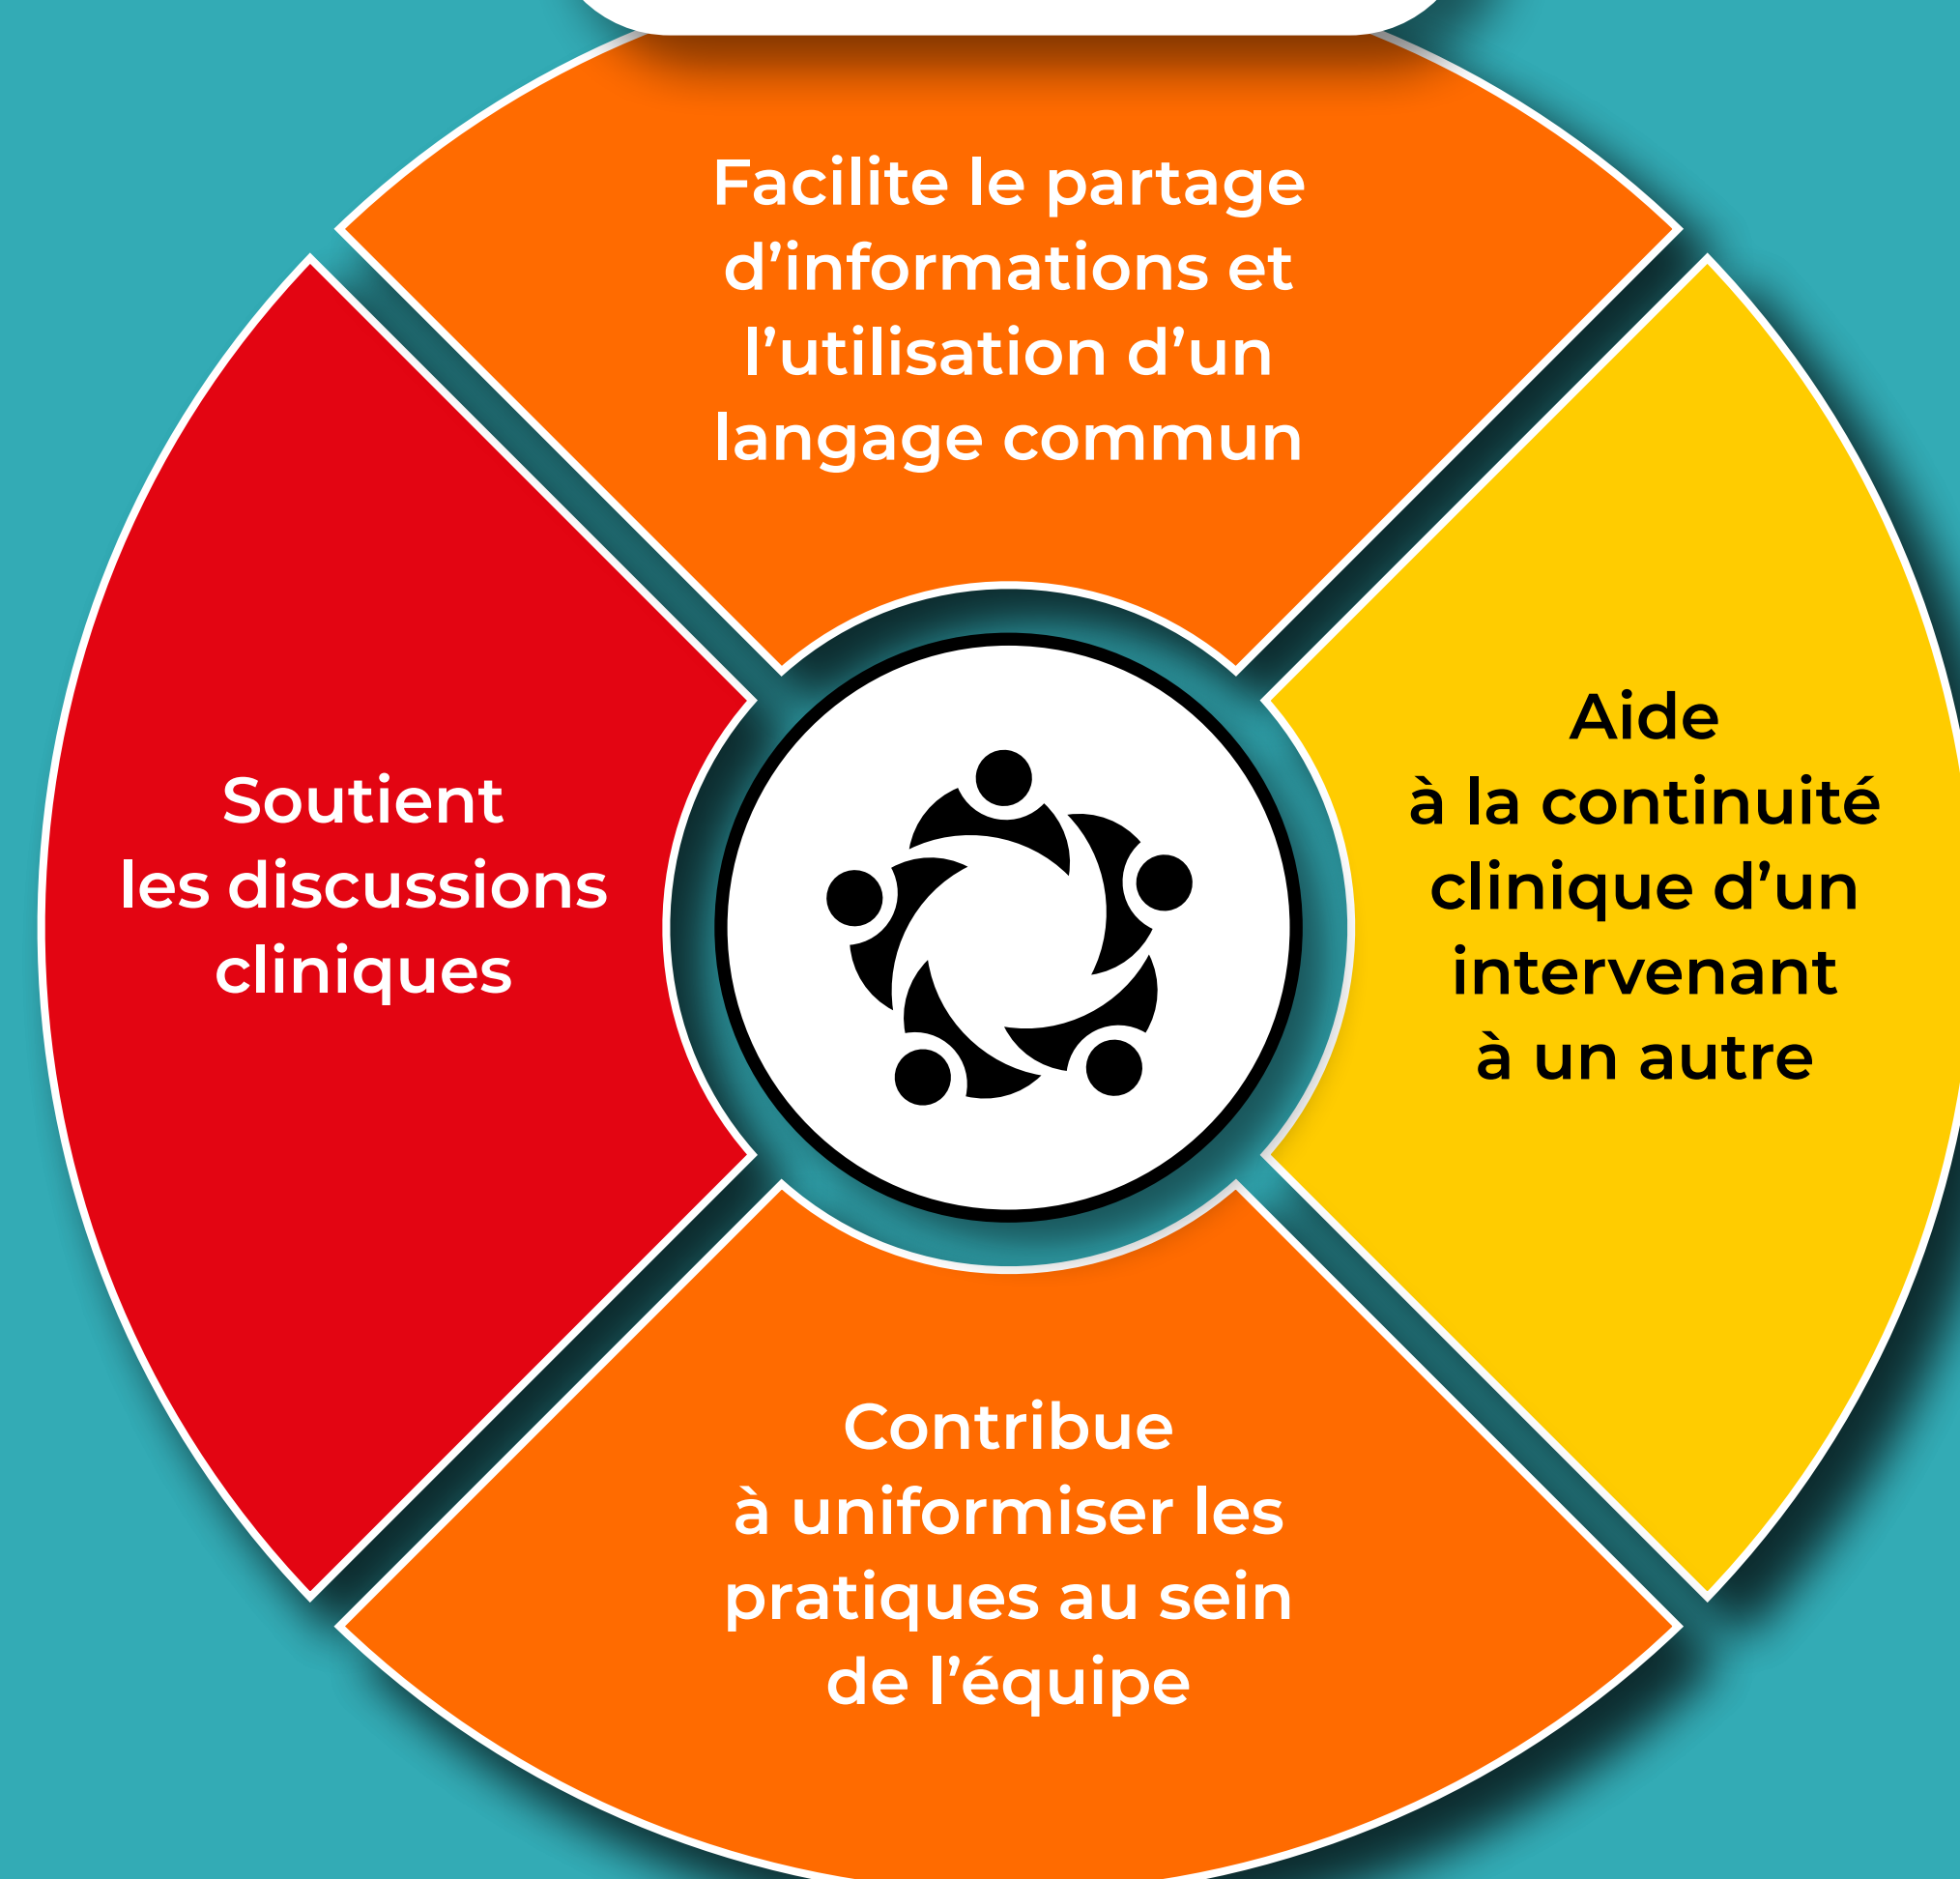 Facilite le partage
d’informations et
l’utilisation d’un
langage commun
Soutient
les discussions
cliniques
Aide
à la continuité
clinique d’un
intervenant
à un autre
Contribue
à uniformiser les
pratiques au sein
de l’équipe